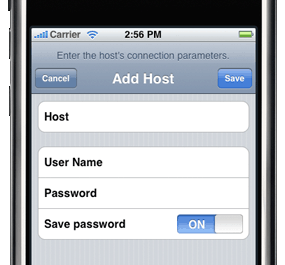 Carrier 2:56 PM
Enter the host's connection parameters.
Cancel Add Host Save
Host
User Name
Password
Save password ON